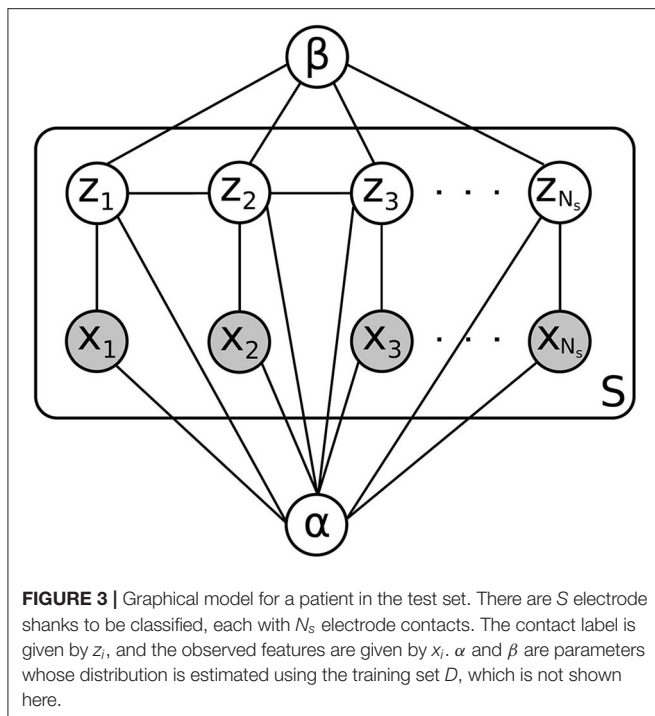 β
z₁ z₂ z₃ · · · z_Nₛ
x₁ x₂ x₃ · · · x_Nₛ
S
α
FIGURE 3 | Graphical model for a patient in the test set. There are S electrode
shanks to be classified, each with Nₛ electrode contacts. The contact label is
given by zᵢ, and the observed features are given by xᵢ. α and β are parameters
whose distribution is estimated using the training set D, which is not shown
here.